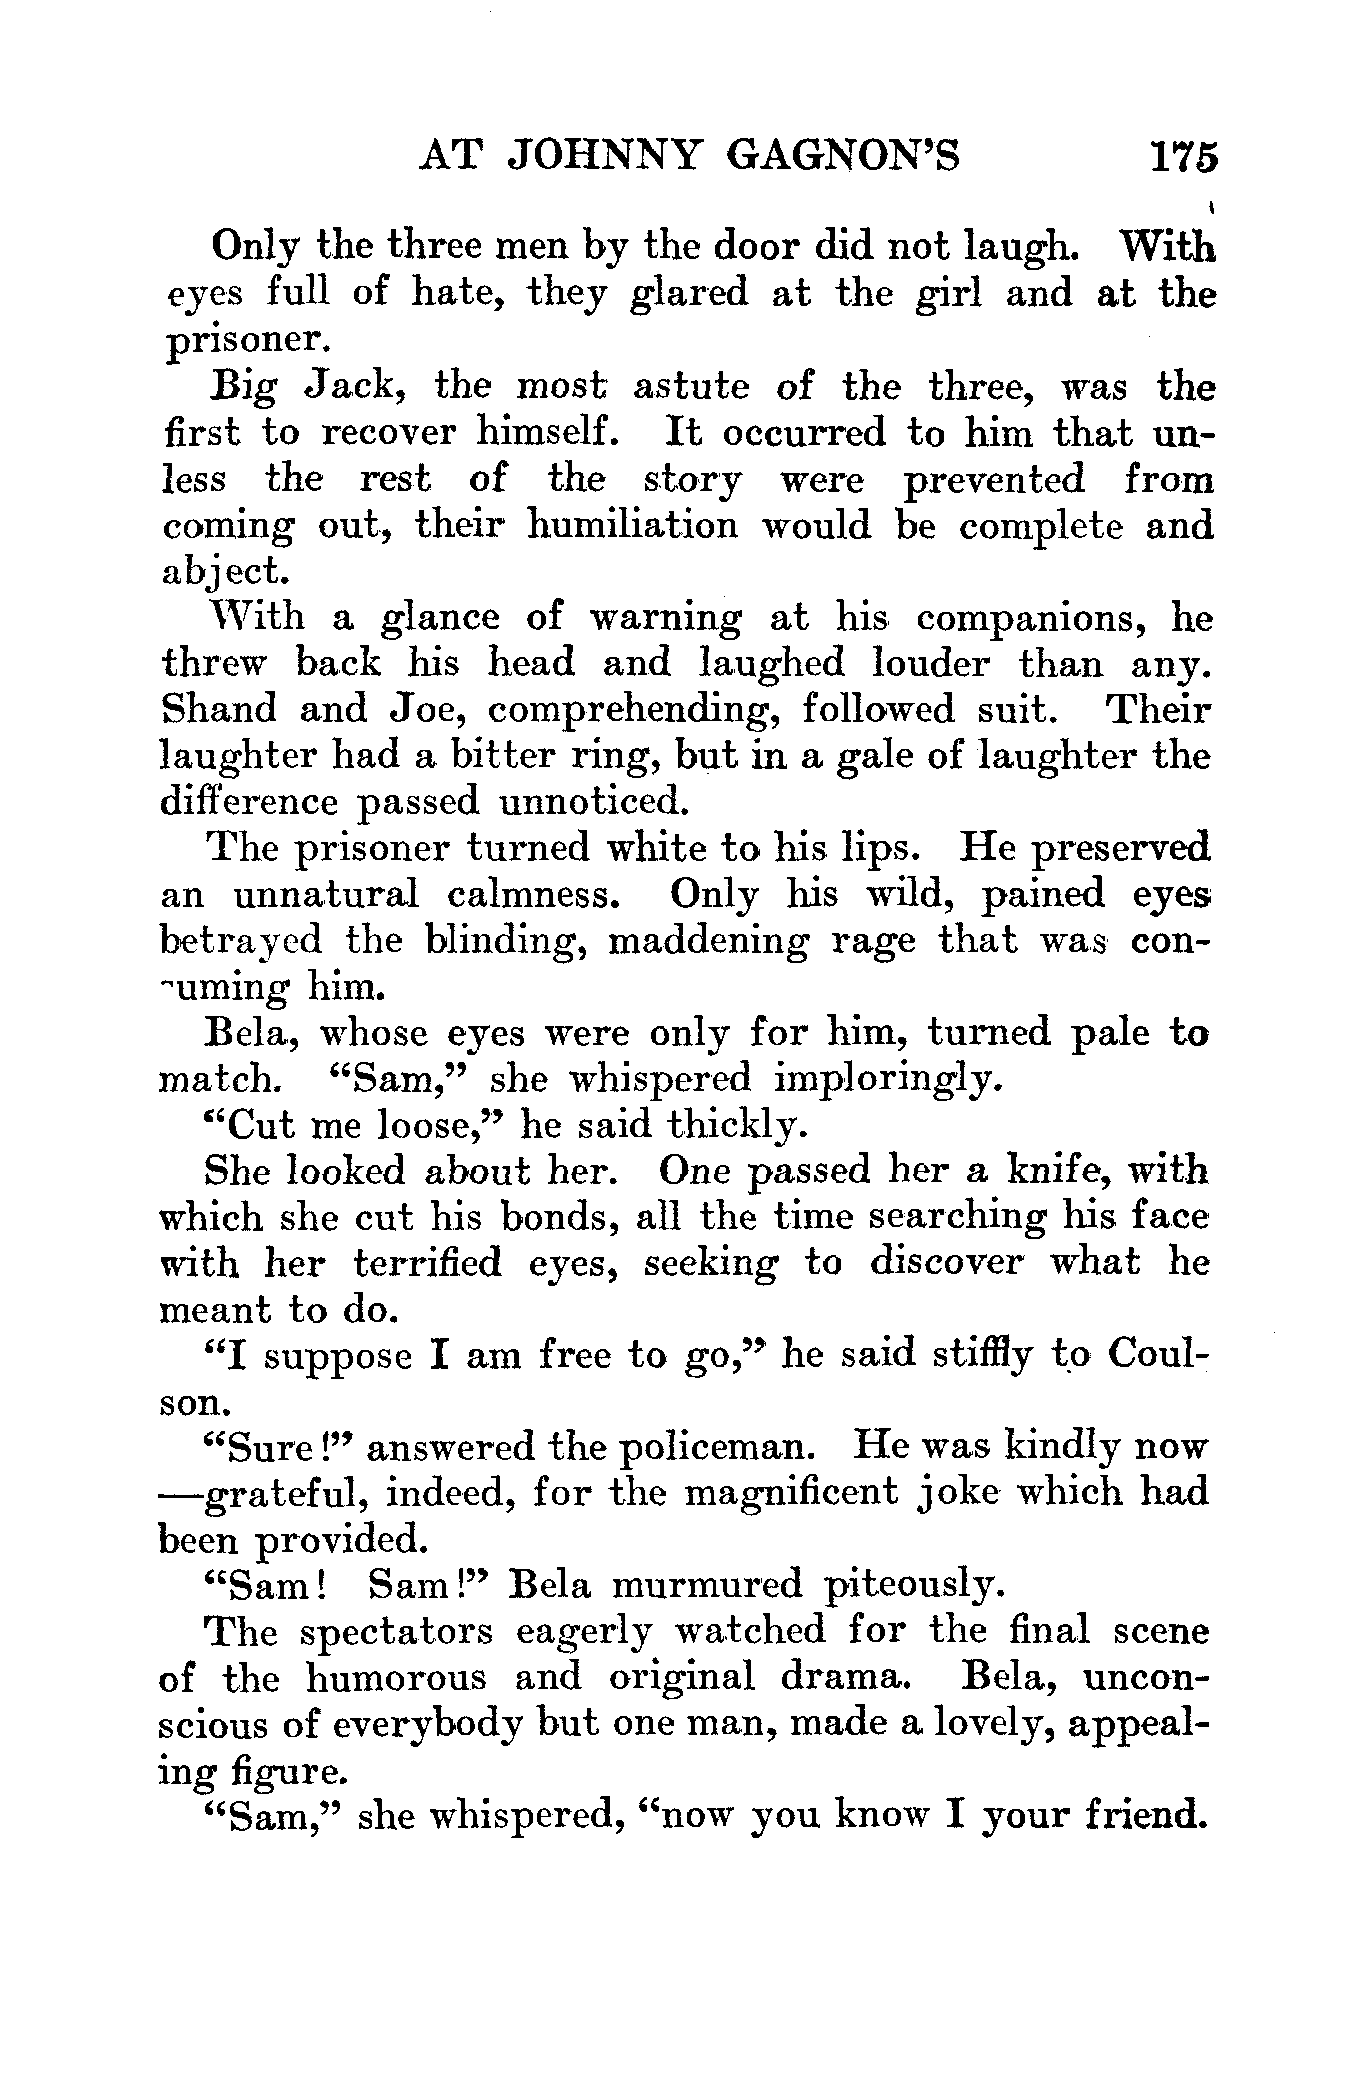 AT JOHNNY GAGNON'S 175
Only the three men by the door did not laugh. With
eyes full of hate, they glared at the girl and at the
prisoner.
Big Jack, the most astute of the three, was the
first to recover himself. It occurred to him that un-
less the rest of the story were prevented from
coming out, their humiliation would be complete and
abject.
With a glance of warning at his companions, he
threw back his head and laughed louder than any.
Shand and Joe, comprehending, followed suit. Their
laughter had a bitter ring, but in a gale of laughter the
difference passed unnoticed.
The prisoner turned white to his lips. He preserved
an unnatural calmness. Only his wild, pained eyes
betrayed the blinding, maddening rage that was con-
suming him.
Bela, whose eyes were only for him, turned pale to
match. "Sam," she whispered imploringly.
"Cut me loose," he said thickly.
She looked about her. One passed her a knife, with
which she cut his bonds, all the time searching his face
with her terrified eyes, seeking to discover what he
meant to do.
"I suppose I am free to go," he said stiffly to Coul-
son.
"Sure!" answered the policeman. He was kindly now
—grateful, indeed, for the magnificent joke which had
been provided.
"Sam! Sam!" Bela murmured piteously.
The spectators eagerly watched for the final scene
of the humorous and original drama. Bela, uncon-
scious of everybody but one man, made a lovely, appeal-
ing figure.
"Sam," she whispered, "now you know I your friend.